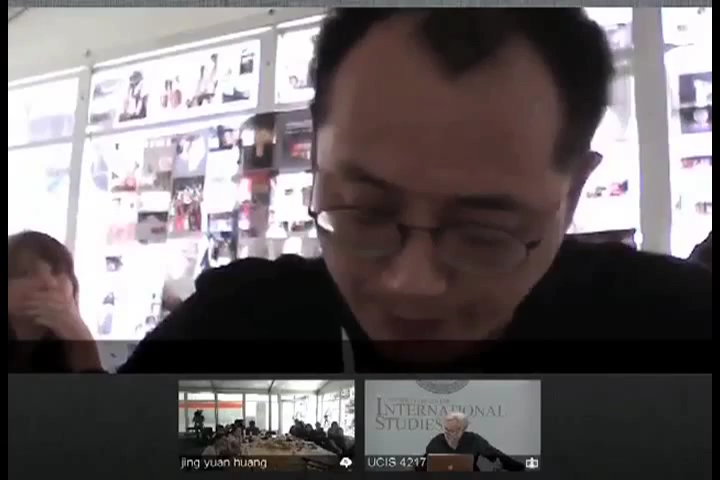 INTERNATIONAL
STUDIES
jing yuan huang
UCIS 4217